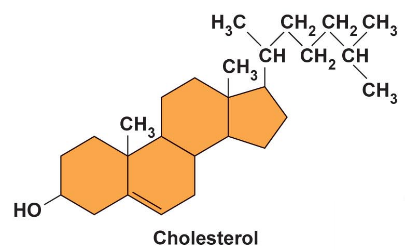 H₃C CH₂ CH₂ CH₃
CH CH₂ CH
CH₃ CH₃
CH₃
HO
Cholesterol